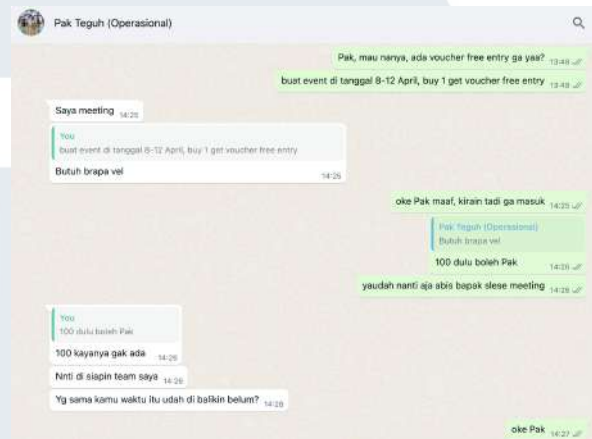 Pak Teguh (Operasional)
Pak, mau nanya, ada voucher free entry ga yaa? 13:48
buat event di tanggal 8-12 April, buy 1 get voucher free entry 13:48
Saya meeting 14:25
You
buat event di tanggal 8-12 April, buy 1 get voucher free entry
Butuh brapa vel 14:25
oke Pak maaf, kirain tadi ga masuk 14:25
Pak Teguh (Operasional)
Butuh brapa vel
100 dulu boleh Pak 14:26
yaudah nanti aja abis bapak slese meeting 14:26
You
100 dulu boleh Pak
100 kayanya gak ada 14:26
Nnti di siapin team saya 14:26
Yg sama kamu waktu itu udah di balikin belum? 14:26
oke Pak 14:27